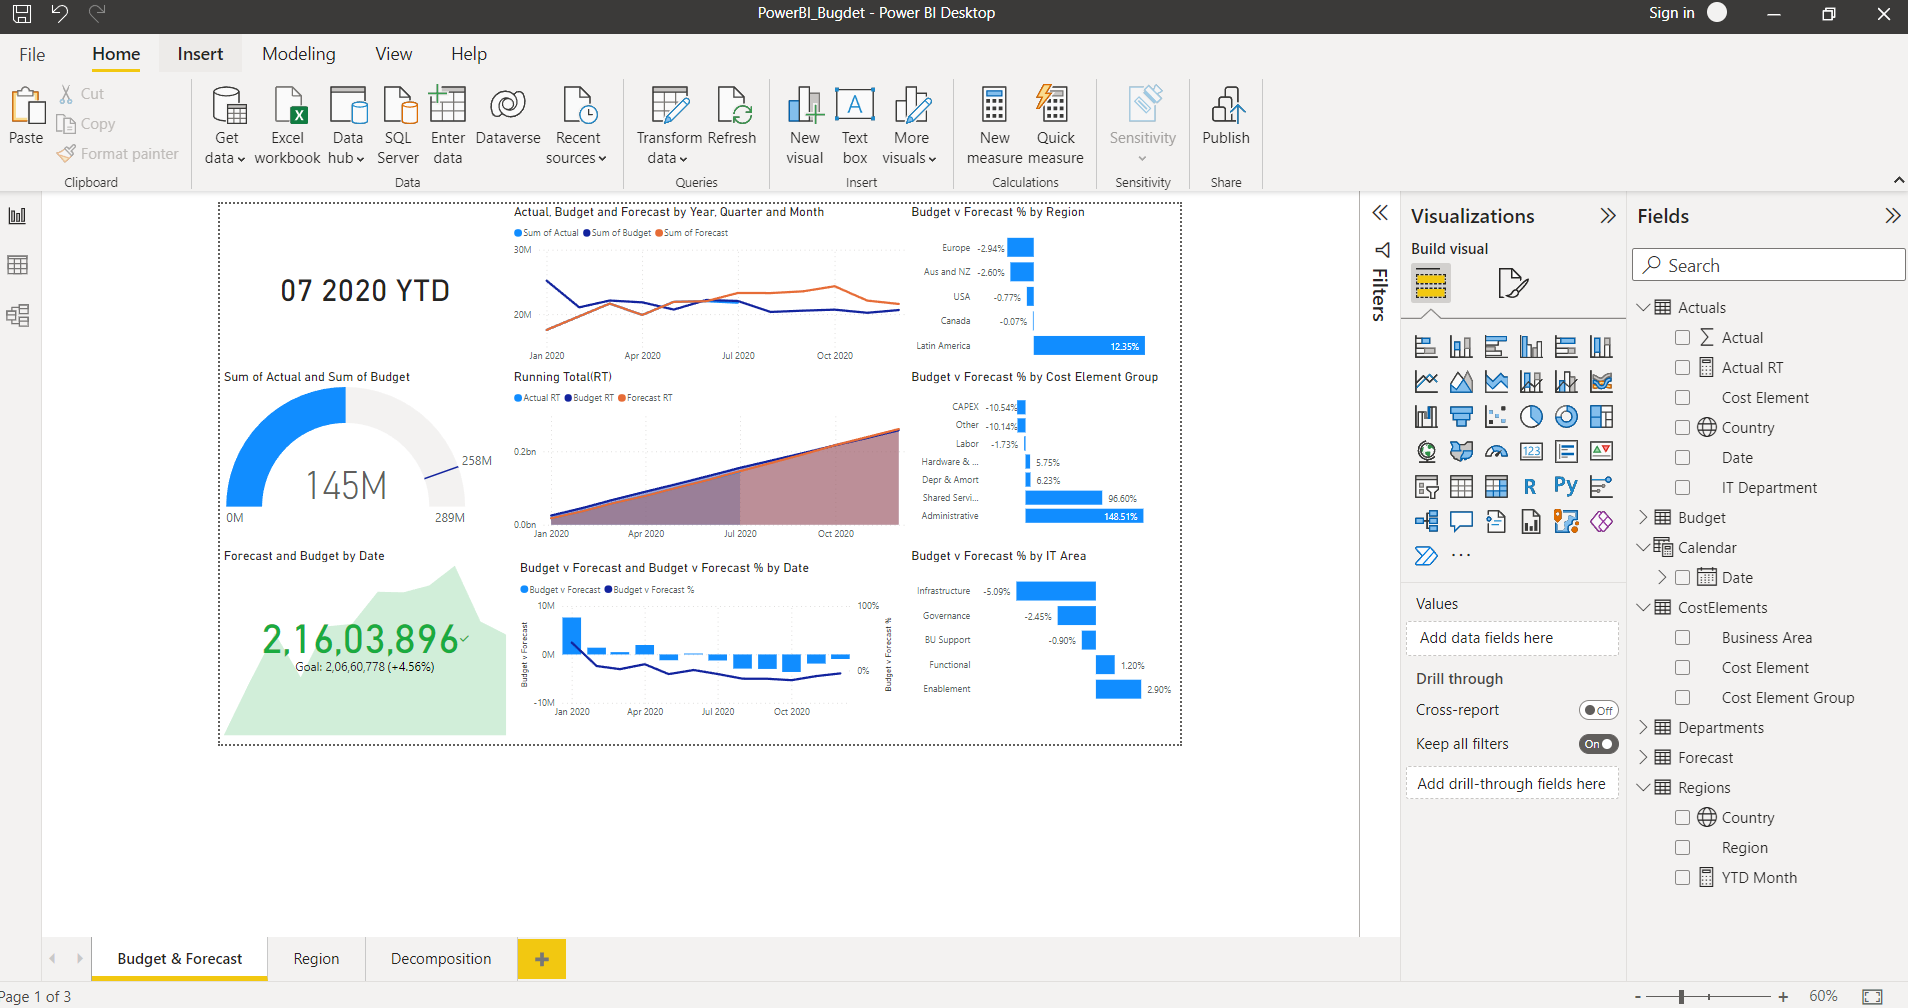 PowerBI_Bugdet - Power BI Desktop
Sign in
File
Home
Insert
Modeling
View
Help
Paste
Cut
Copy
Format painter
Clipboard
Get
data
Excel
workbook
Data
hub
SQL
Server
Enter
data
Dataverse
Recent
sources
Data
Transform
data
Refresh
Queries
New
visual
Text
box
More
visuals
Insert
New
measure
Quick
measure
Calculations
Sensitivity
Sensitivity
Publish
Share
07 2020 YTD
Actual, Budget and Forecast by Year, Quarter and Month
Sum of Actual Sum of Budget Sum of Forecast
30M
20M
Jan 2020 Apr 2020 Jul 2020 Oct 2020
Budget v Forecast % by Region
Europe -2.94%
Aus and NZ -2.60%
USA -0.77%
Canada -0.07%
Latin America 12.35%
Sum of Actual and Sum of Budget
145M
258M
0M
289M
Running Total(RT)
Actual RT Budget RT Forecast RT
0.2bn
0.0bn
Jan 2020 Apr 2020 Jul 2020 Oct 2020
Budget v Forecast % by Cost Element Group
CAPEX -10.54%
Other -10.14%
Labor -1.73%
Hardware & ... 5.75%
Depr & Amort 6.23%
Shared Servi... 96.60%
Administrative 148.51%
Forecast and Budget by Date
2,16,03,896
Goal: 2,06,60,778 (+4.56%)
Budget v Forecast and Budget v Forecast % by Date
Budget v Forecast Budget v Forecast %
10M
0M
-10M
100%
0%
Budget v Forecast
Budget v Forecast %
Jan 2020 Apr 2020 Jul 2020 Oct 2020
Budget v Forecast % by IT Area
Infrastructure -5.09%
Governance -2.45%
BU Support -0.90%
Functional 1.20%
Enablement 2.90%
Filters
Visualizations
Build visual
123
R
Py
...
Values
Add data fields here
Drill through
Cross-report
Off
Keep all filters
On
Add drill-through fields here
Fields
Search
Actuals
Actual
Actual RT
Cost Element
Country
Date
IT Department
Budget
Calendar
Date
CostElements
Business Area
Cost Element
Cost Element Group
Departments
Forecast
Regions
Country
Region
YTD Month
Budget & Forecast
Region
Decomposition
Page 1 of 3
60%